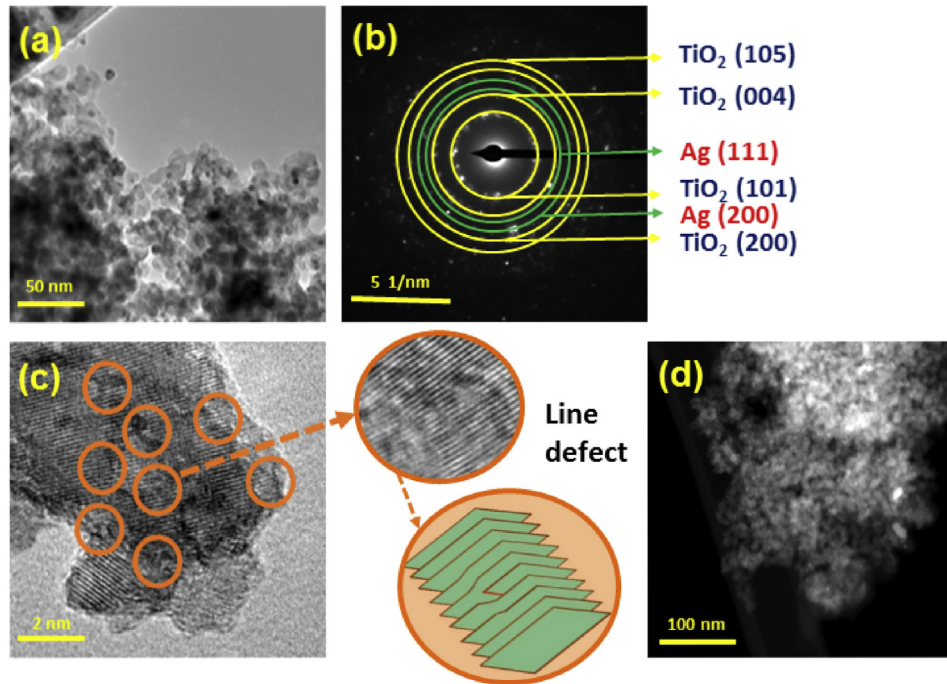 (a)
50 nm
(b)
5 1/nm
TiO₂ (105)
TiO₂ (004)
Ag (111)
TiO₂ (101)
Ag (200)
TiO₂ (200)
(c)
2 nm
Line
defect
(d)
100 nm